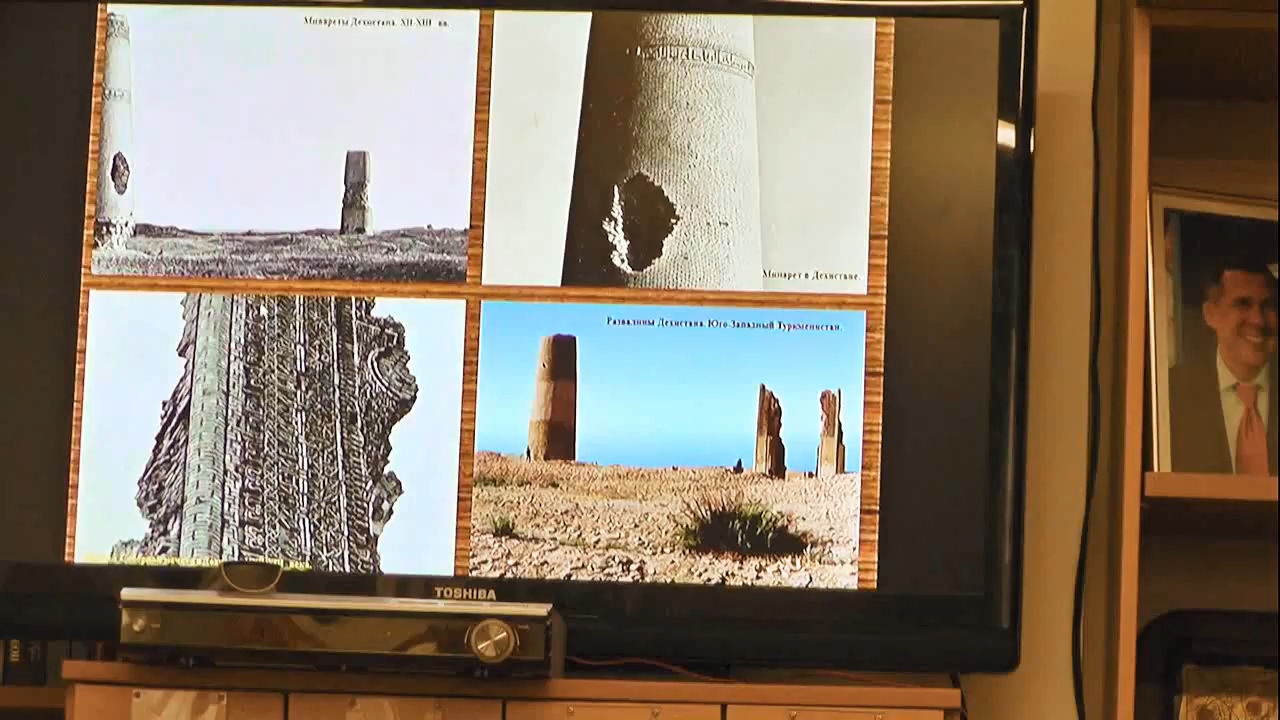 Минареты Дехистана. XII-XIII вв.
Минарет в Дехистане.
Развалины Дехистана. Юго-Западный Туркменистан.
TOSHIBA